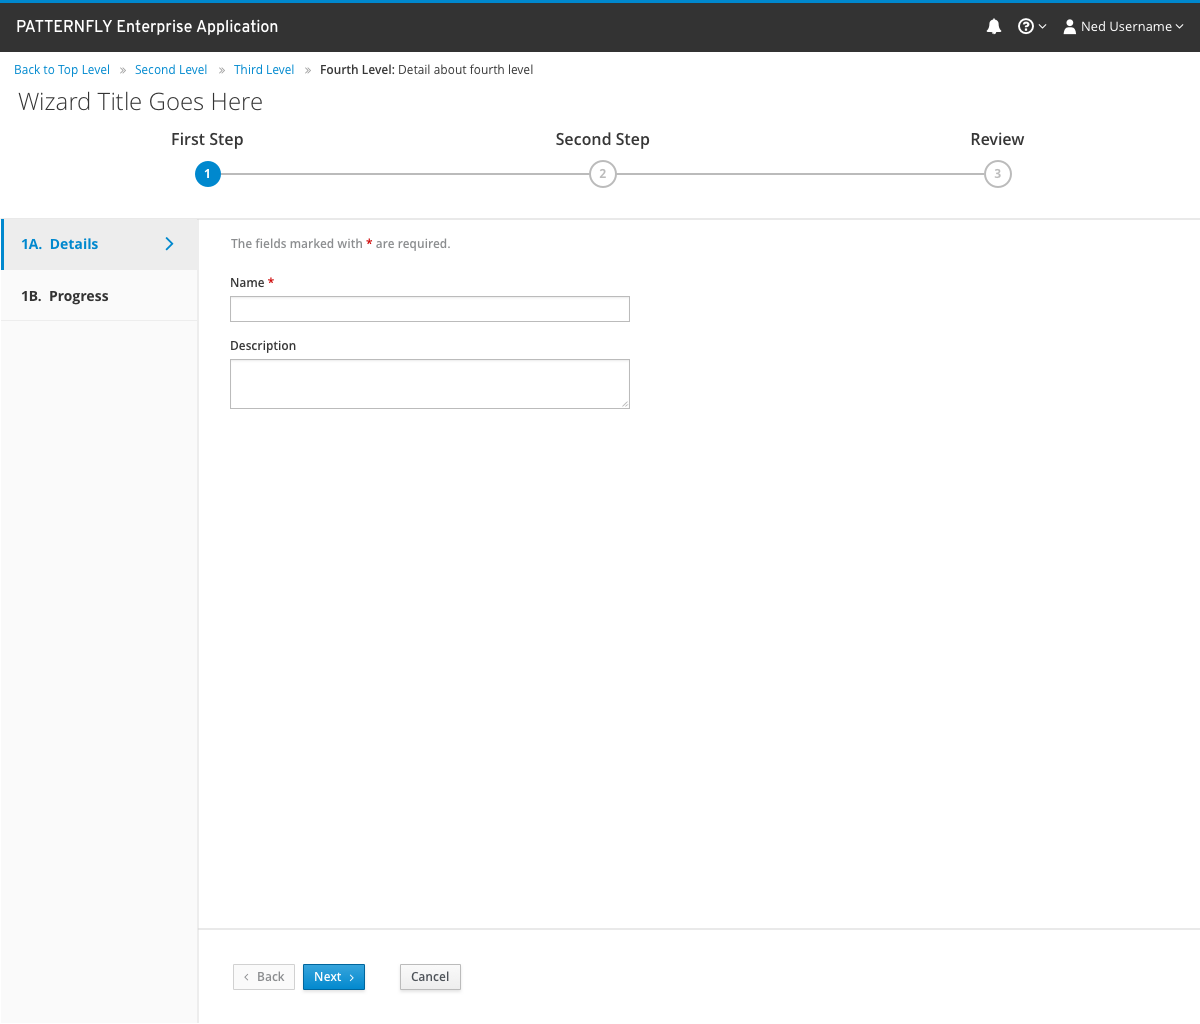 PATTERNFLY Enterprise Application
Ned Username
Back to Top Level » Second Level » Third Level » Fourth Level: Detail about fourth level
Wizard Title Goes Here
First Step Second Step Review
1 2 3
1A. Details
The fields marked with * are required.
1B. Progress
Name *
Description
Back Next Cancel